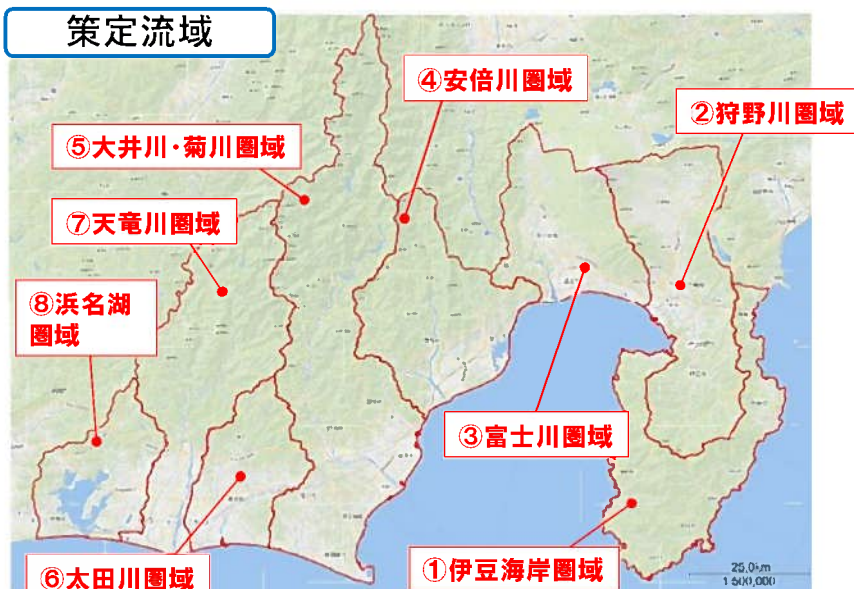 策定流域
④安倍川圏域
②狩野川圏域
⑤大井川・菊川圏域
⑦天竜川圏域
⑧浜名湖
圏域
③富士川圏域
⑥太田川圏域
①伊豆海岸圏域
25.0km
1:500,000